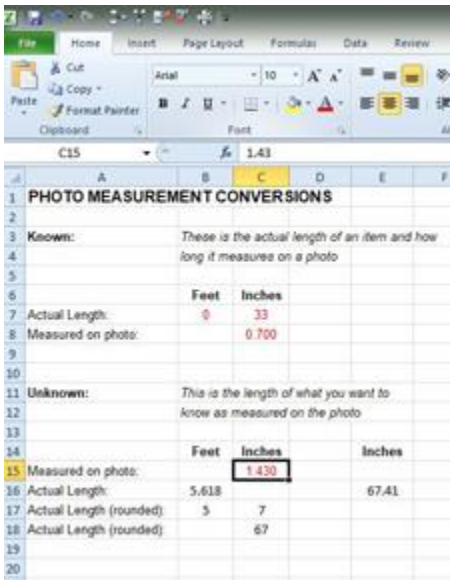 File Home Insert Page Layout Formulas Data Review
Cut
Arial 10 A A
Copy
Paste
Format Painter
B I U A
Clipboard Font
C15 fx 1.43
A B C D E F
1 PHOTO MEASUREMENT CONVERSIONS
2
3 Known: These is the actual length of an item and how
4 long it measures on a photo
5
6 Feet Inches
7 Actual Length: 0 33
8 Measured on photo: 0.700
9
10
11 Unknown: This is the length of what you want to
12 know as measured on the photo
13
14 Feet Inches Inches
15 Measured on photo: 1.430
16 Actual Length: 5.618 67.41
17 Actual Length (rounded) 5 7
18 Actual Length (rounded) 67
19
20